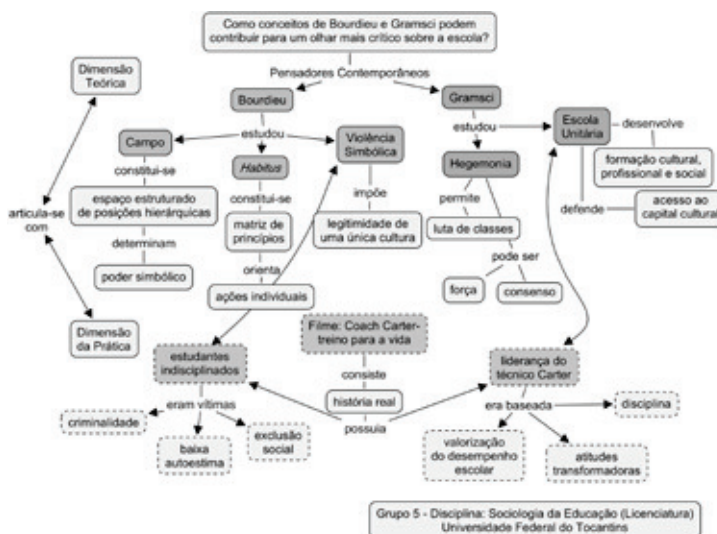 Como conceitos de Bourdieu e Gramsci podem
contribuir para um olhar mais crítico sobre a escola?
Pensadores Contemporâneos
Dimensão
Teórica
Bourdieu
Gramsci
estudou
estudou
Escola
Unitária
desenvolve
Campo
Habitus
Violência
Simbólica
Hegemonia
formação cultural,
profissional e social
constitui-se
constitui-se
impõe
permite
defende
acesso ao
capital cultural
articula-se
com
espaço estruturado
de posições hierárquicas
matriz de
princípios
legitimidade de
uma única cultura
luta de classes
determinam
orienta
pode ser
poder simbólico
ações individuais
força
consenso
Dimensão
da Prática
Filme: Coach Carter-
treino para a vida
estudantes
indisciplinados
liderança do
técnico Carter
consiste
história real
possuia
eram vítimas
era baseada
criminalidade
baixa
autoestima
exclusão
social
disciplina
valorização
do desempenho
escolar
atitudes
transformadoras
Grupo 5 - Disciplina: Sociologia da Educação (Licenciatura)
Universidade Federal do Tocantins